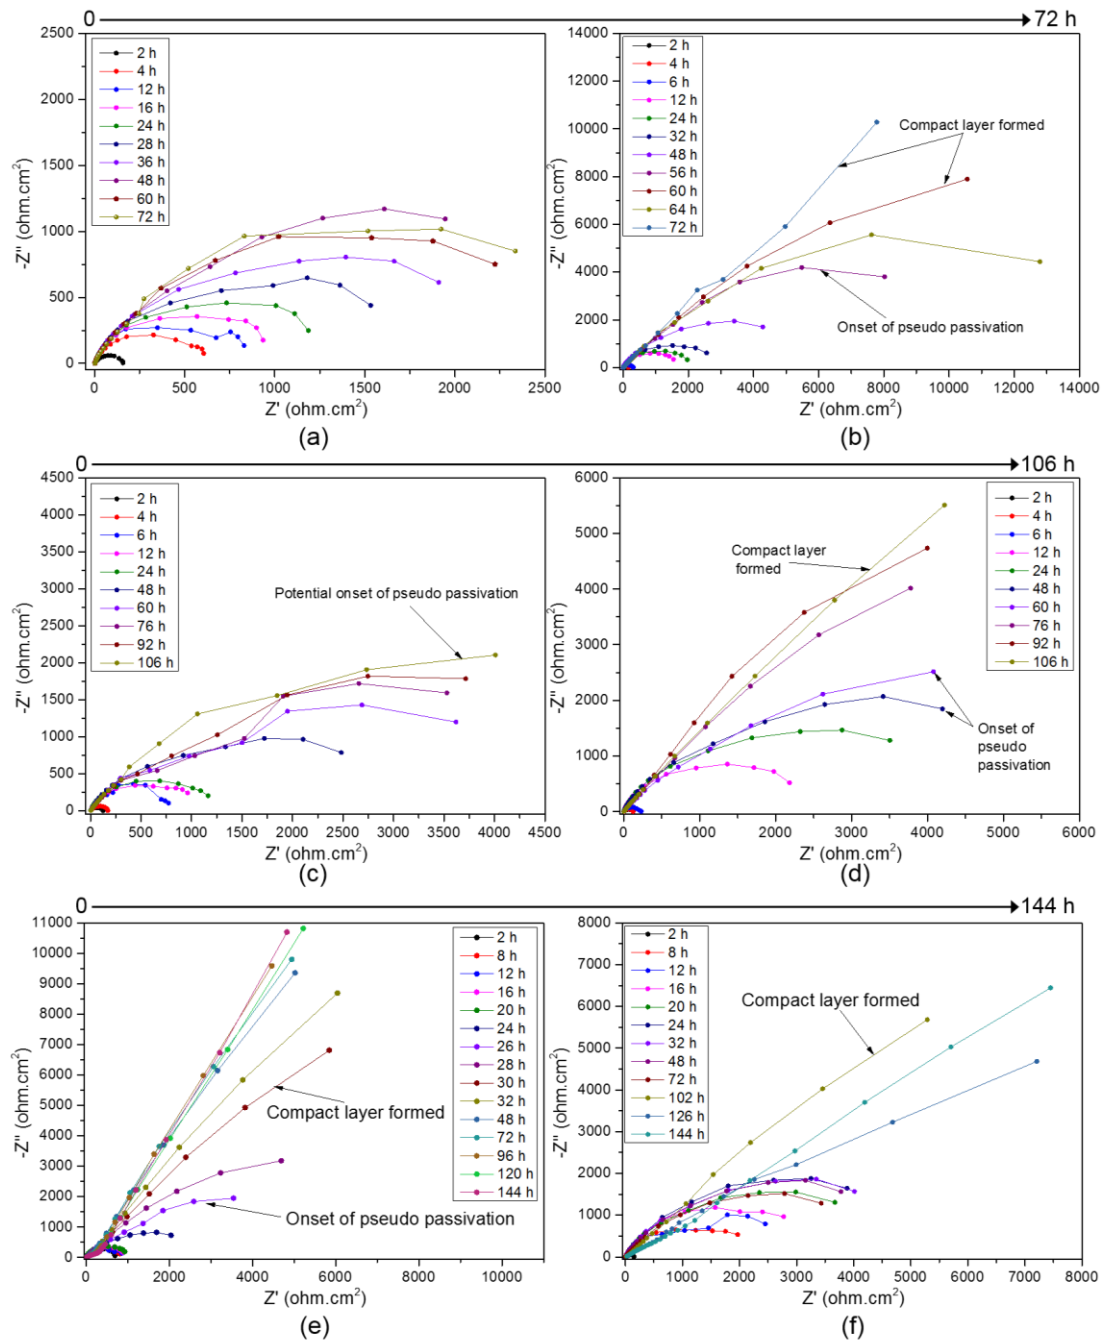 0
72 h
2500
2000
1500
1000
500
0
-Z" (ohm.cm²)
2 h
4 h
12 h
16 h
24 h
28 h
36 h
48 h
60 h
72 h
0 500 1000 1500 2000 2500
Z' (ohm.cm²)
(a)
14000
12000
10000
8000
6000
4000
2000
0
-Z" (ohm.cm²)
2 h
4 h
6 h
12 h
24 h
32 h
48 h
56 h
60 h
64 h
72 h
Compact layer formed
Onset of pseudo passivation
0 2000 4000 6000 8000 10000 12000 14000
Z' (ohm.cm²)
(b)
0
106 h
4500
4000
3500
3000
2500
2000
1500
1000
500
0
-Z" (ohm.cm²)
2 h
4 h
6 h
12 h
24 h
48 h
60 h
76 h
92 h
106 h
Potential onset of pseudo passivation
0 500 1000 1500 2000 2500 3000 3500 4000 4500
Z' (ohm.cm²)
(c)
6000
5000
4000
3000
2000
1000
0
-Z" (ohm.cm²)
2 h
4 h
6 h
12 h
24 h
48 h
60 h
76 h
92 h
106 h
Compact layer
formed
Onset of
pseudo
passivation
0 1000 2000 3000 4000 5000 6000
Z' (ohm.cm²)
(d)
0
144 h
11000
10000
9000
8000
7000
6000
5000
4000
3000
2000
1000
0
-Z" (ohm.cm²)
2 h
8 h
12 h
16 h
20 h
24 h
26 h
28 h
30 h
32 h
48 h
72 h
96 h
120 h
144 h
Compact layer formed
Onset of pseudo passivation
0 2000 4000 6000 8000 10000
Z' (ohm.cm²)
(e)
8000
7000
6000
5000
4000
3000
2000
1000
0
-Z" (ohm.cm²)
2 h
8 h
12 h
16 h
20 h
24 h
32 h
48 h
72 h
102 h
126 h
144 h
Compact layer formed
0 1000 2000 3000 4000 5000 6000 7000 8000
Z' (ohm.cm²)
(f)